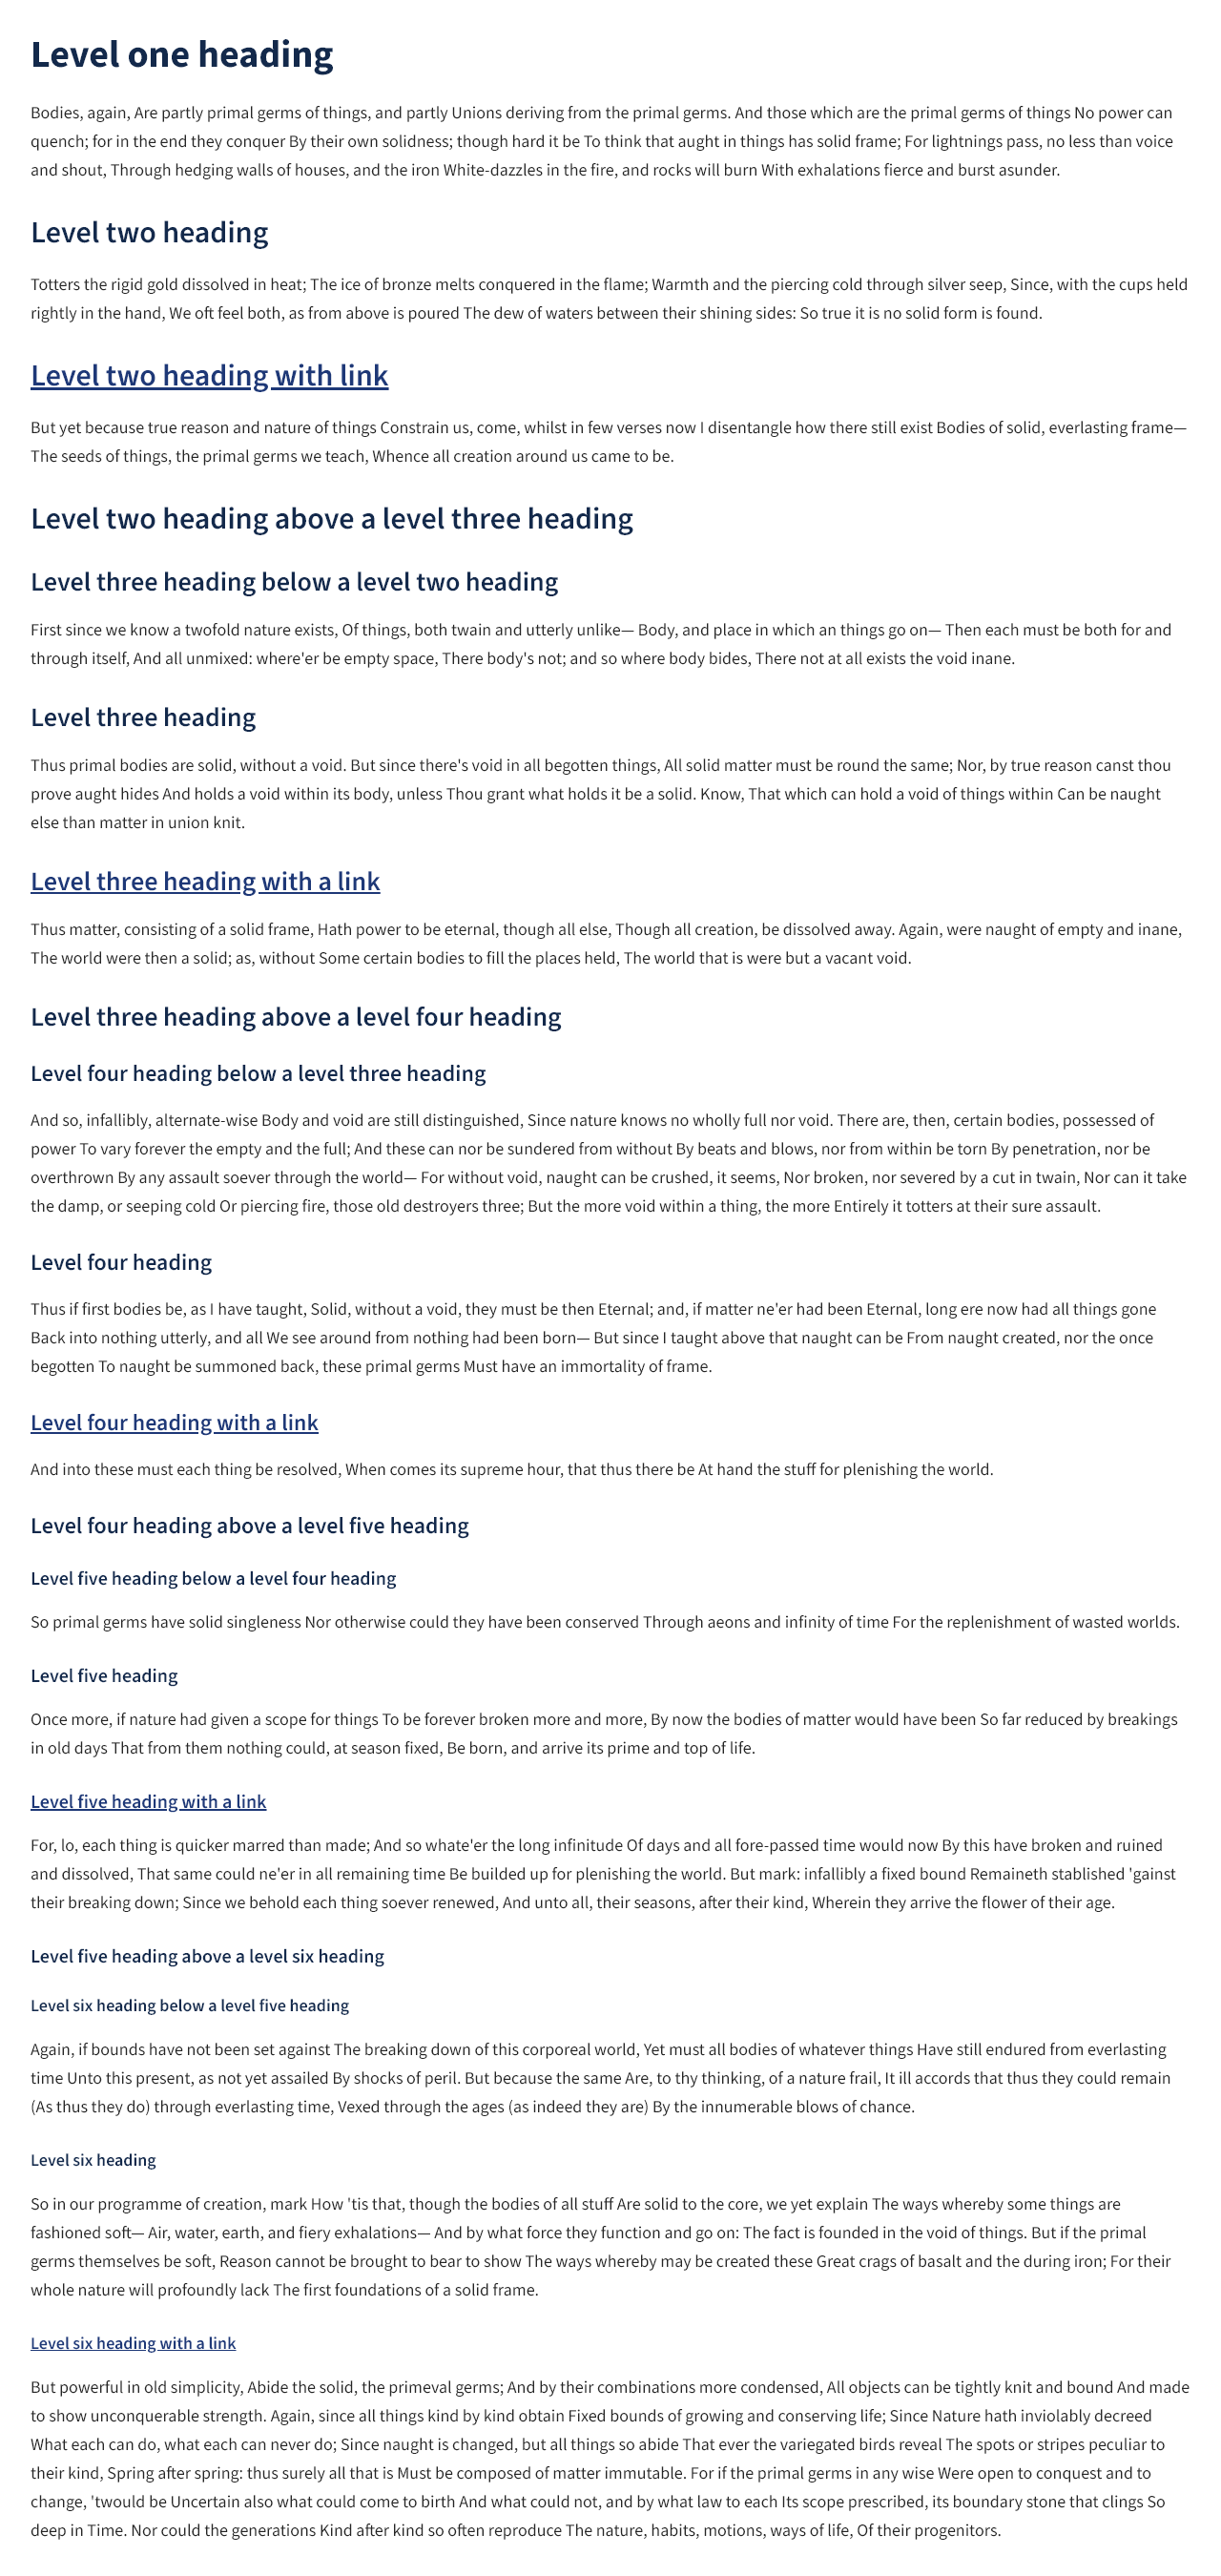 Level one heading
Bodies, again, Are partly primal germs of things, and partly Unions deriving from the primal germs. And those which are the primal germs of things No power can
quench; for in the end they conquer By their own solidness; though hard it be To think that aught in things has solid frame; For lightnings pass, no less than voice
and shout, Through hedging walls of houses, and the iron White-dazzles in the fire, and rocks will burn With exhalations fierce and burst asunder.
Level two heading
Totters the rigid gold dissolved in heat; The ice of bronze melts conquered in the flame; Warmth and the piercing cold through silver seep, Since, with the cups held
rightly in the hand, We oft feel both, as from above is poured The dew of waters between their shining sides: So true it is no solid form is found.
Level two heading with link
But yet because true reason and nature of things Constrain us, come, whilst in few verses now I disentangle how there still exist Bodies of solid, everlasting frame—
The seeds of things, the primal germs we teach, Whence all creation around us came to be.
Level two heading above a level three heading
Level three heading below a level two heading
First since we know a twofold nature exists, Of things, both twain and utterly unlike— Body, and place in which an things go on— Then each must be both for and
through itself, And all unmixed: where'er be empty space, There body's not; and so where body bides, There not at all exists the void inane.
Level three heading
Thus primal bodies are solid, without a void. But since there's void in all begotten things, All solid matter must be round the same; Nor, by true reason canst thou
prove aught hides And holds a void within its body, unless Thou grant what holds it be a solid. Know, That which can hold a void of things within Can be naught
else than matter in union knit.
Level three heading with a link
Thus matter, consisting of a solid frame, Hath power to be eternal, though all else, Though all creation, be dissolved away. Again, were naught of empty and inane,
The world were then a solid; as, without Some certain bodies to fill the places held, The world that is were but a vacant void.
Level three heading above a level four heading
Level four heading below a level three heading
And so, infallibly, alternate-wise Body and void are still distinguished, Since nature knows no wholly full nor void. There are, then, certain bodies, possessed of
power To vary forever the empty and the full; And these can nor be sundered from without By beats and blows, nor from within be torn By penetration, nor be
overthrown By any assault soever through the world— For without void, naught can be crushed, it seems, Nor broken, nor severed by a cut in twain, Nor can it take
the damp, or seeping cold Or piercing fire, those old destroyers three; But the more void within a thing, the more Entirely it totters at their sure assault.
Level four heading
Thus if first bodies be, as I have taught, Solid, without a void, they must be then Eternal; and, if matter ne'er had been Eternal, long ere now had all things gone
Back into nothing utterly, and all We see around from nothing had been born— But since I taught above that naught can be From naught created, nor the once
begotten To naught be summoned back, these primal germs Must have an immortality of frame.
Level four heading with a link
And into these must each thing be resolved, When comes its supreme hour, that thus there be At hand the stuff for plenishing the world.
Level four heading above a level five heading
Level five heading below a level four heading
So primal germs have solid singleness Nor otherwise could they have been conserved Through aeons and infinity of time For the replenishment of wasted worlds.
Level five heading
Once more, if nature had given a scope for things To be forever broken more and more, By now the bodies of matter would have been So far reduced by breakings
in old days That from them nothing could, at season fixed, Be born, and arrive its prime and top of life.
Level five heading with a link
For, lo, each thing is quicker marred than made; And so whate'er the long infinitude Of days and all fore-passed time would now By this have broken and ruined
and dissolved, That same could ne'er in all remaining time Be builded up for plenishing the world. But mark: infallibly a fixed bound Remaineth stablished 'gainst
their breaking down; Since we behold each thing soever renewed, And unto all, their seasons, after their kind, Wherein they arrive the flower of their age.
Level five heading above a level six heading
Level six heading below a level five heading
Again, if bounds have not been set against The breaking down of this corporeal world, Yet must all bodies of whatever things Have still endured from everlasting
time Unto this present, as not yet assailed By shocks of peril. But because the same Are, to thy thinking, of a nature frail, It ill accords that thus they could remain
(As thus they do) through everlasting time, Vexed through the ages (as indeed they are) By the innumerable blows of chance.
Level six heading
So in our programme of creation, mark How 'tis that, though the bodies of all stuff Are solid to the core, we yet explain The ways whereby some things are
fashioned soft— Air, water, earth, and fiery exhalations— And by what force they function and go on: The fact is founded in the void of things. But if the primal
germs themselves be soft, Reason cannot be brought to bear to show The ways whereby may be created these Great crags of basalt and the during iron; For their
whole nature will profoundly lack The first foundations of a solid frame.
Level six heading with a link
But powerful in old simplicity, Abide the solid, the primeval germs; And by their combinations more condensed, All objects can be tightly knit and bound And made
to show unconquerable strength. Again, since all things kind by kind obtain Fixed bounds of growing and conserving life; Since Nature hath inviolably decreed
What each can do, what each can never do; Since naught is changed, but all things so abide That ever the variegated birds reveal The spots or stripes peculiar to
their kind, Spring after spring: thus surely all that is Must be composed of matter immutable. For if the primal germs in any wise Were open to conquest and to
change, 'twould be Uncertain also what could come to birth And what could not, and by what law to each Its scope prescribed, its boundary stone that clings So
deep in Time. Nor could the generations Kind after kind so often reproduce The nature, habits, motions, ways of life, Of their progenitors.